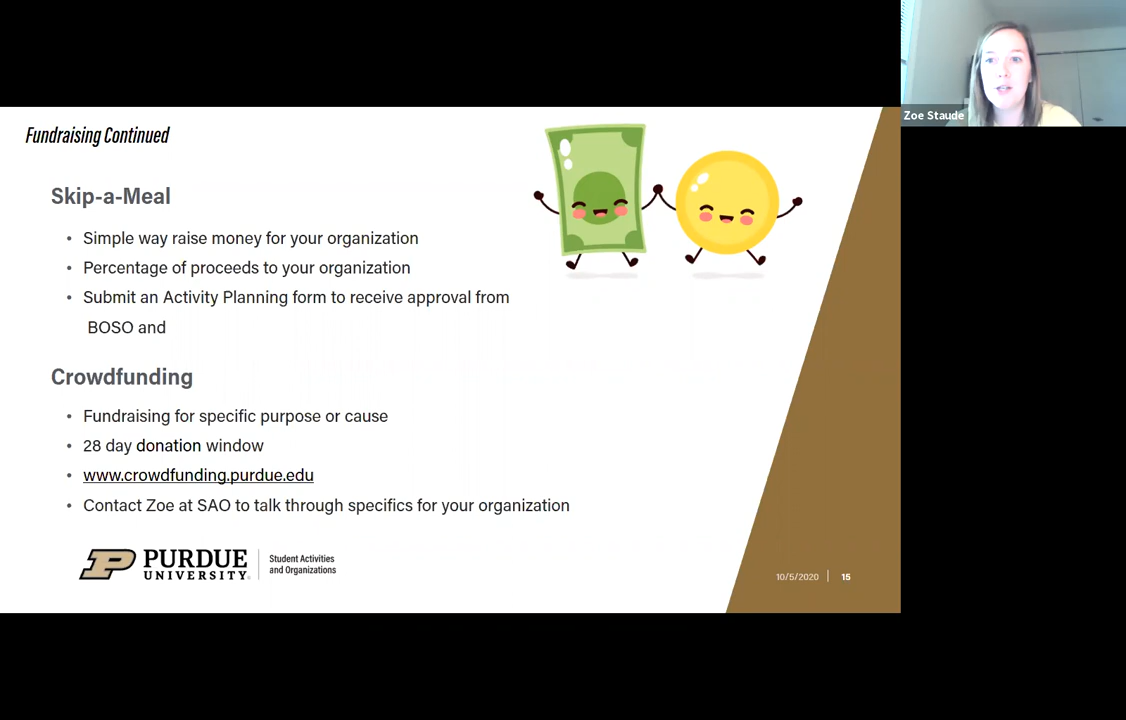 Zoe Staude
Fundraising Continued
Skip-a-Meal
• Simple way raise money for your organization
• Percentage of proceeds to your organization
• Submit an Activity Planning form to receive approval from
BOSO and
Crowdfunding
• Fundraising for specific purpose or cause
• 28 day donation window
• www.crowdfunding.purdue.edu
• Contact Zoe at SAO to talk through specifics for your organization
P PURDUE UNIVERSITY®
Student Activities
and Organizations
10/5/2020 | 15